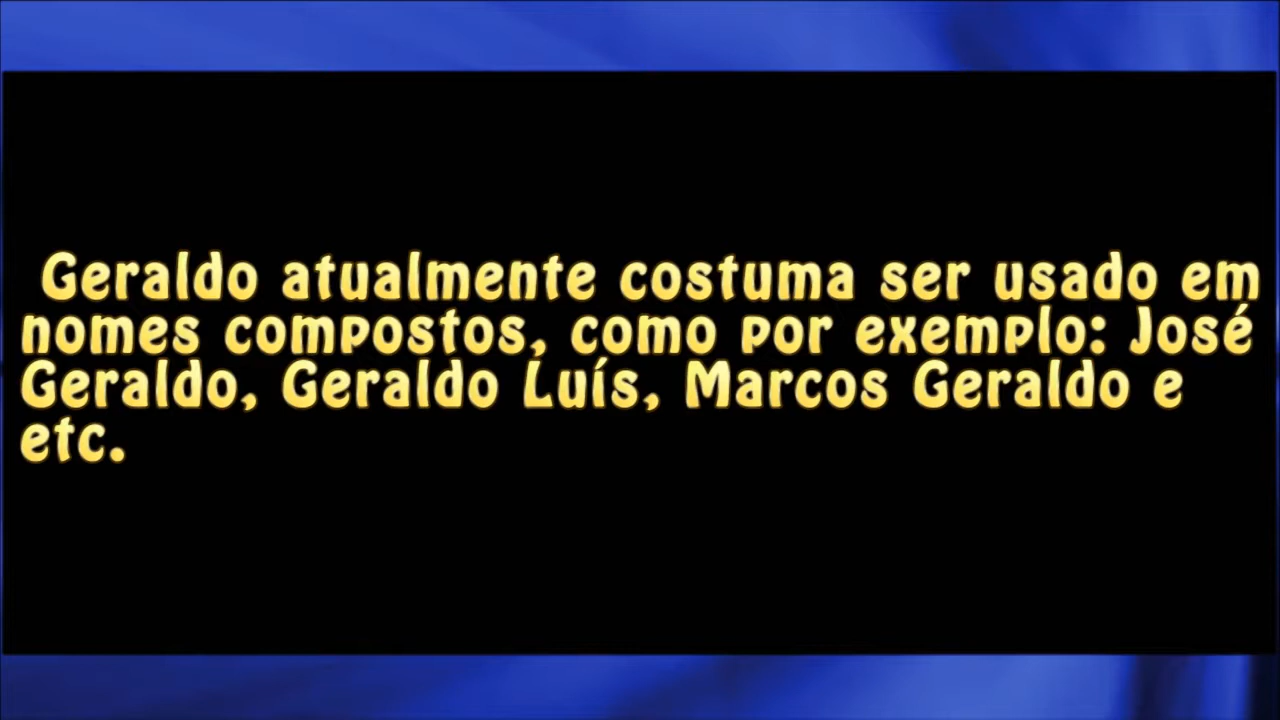 Geraldo atualmente costuma ser usado em
nomes compostos, como por exemplo: José
Geraldo, Geraldo Luís, Marcos Geraldo e
etc.